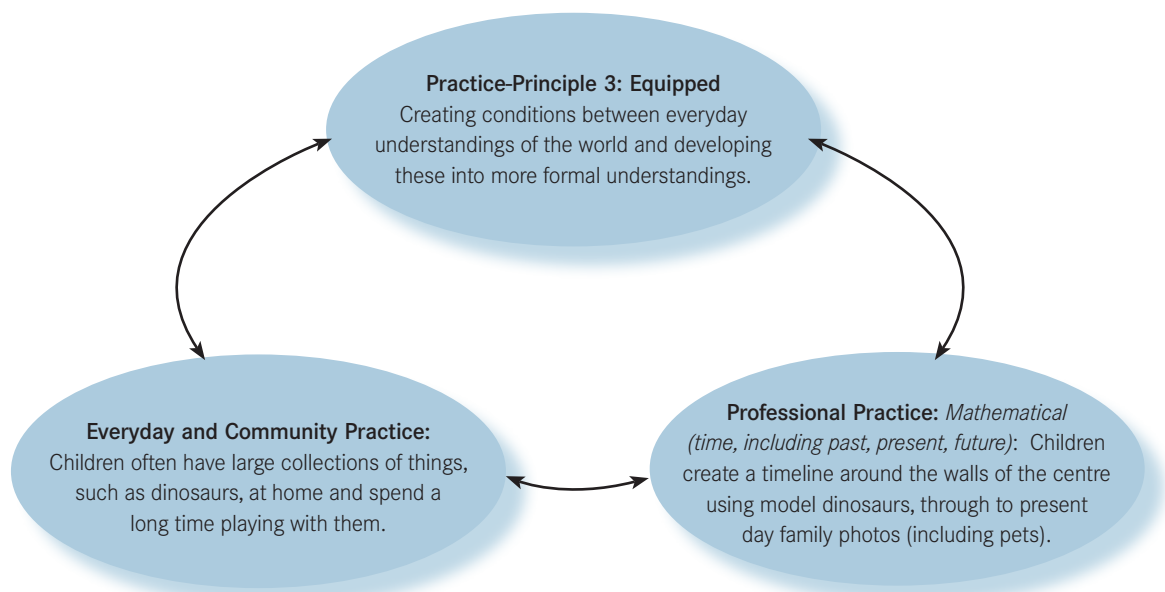 Practice-Principle 3: Equipped
Creating conditions between everyday
understandings of the world and developing
these into more formal understandings.
Everyday and Community Practice:
Children often have large collections of things,
such as dinosaurs, at home and spend a
long time playing with them.
Professional Practice: Mathematical
(time, including past, present, future):  Children
create a timeline around the walls of the centre
using model dinosaurs, through to present
day family photos (including pets).